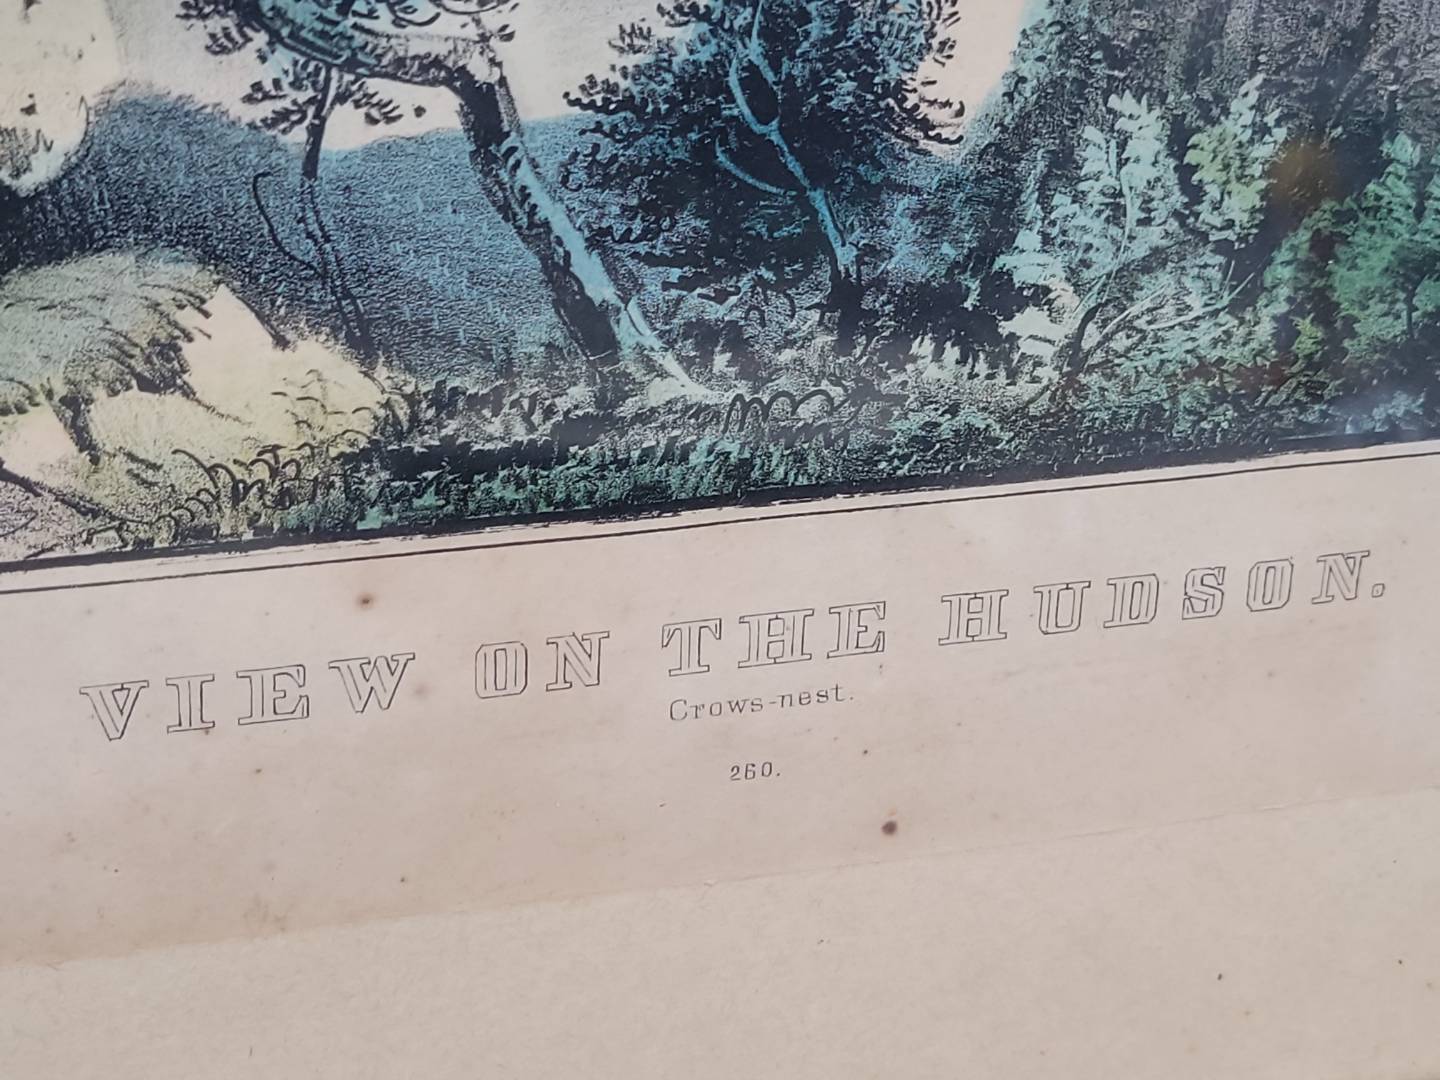 VIEW ON THE HUDSON.
Crows-nest.
260.